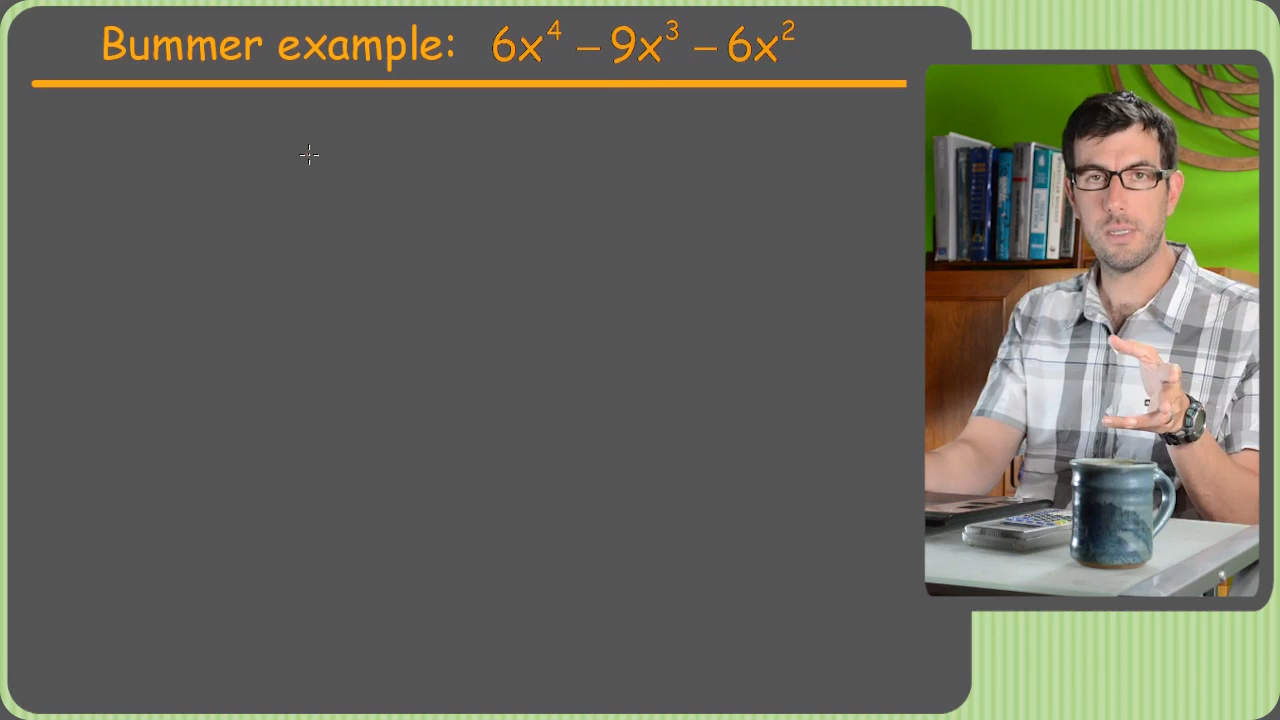 Bummer example: 6x⁴ – 9x³ – 6x²